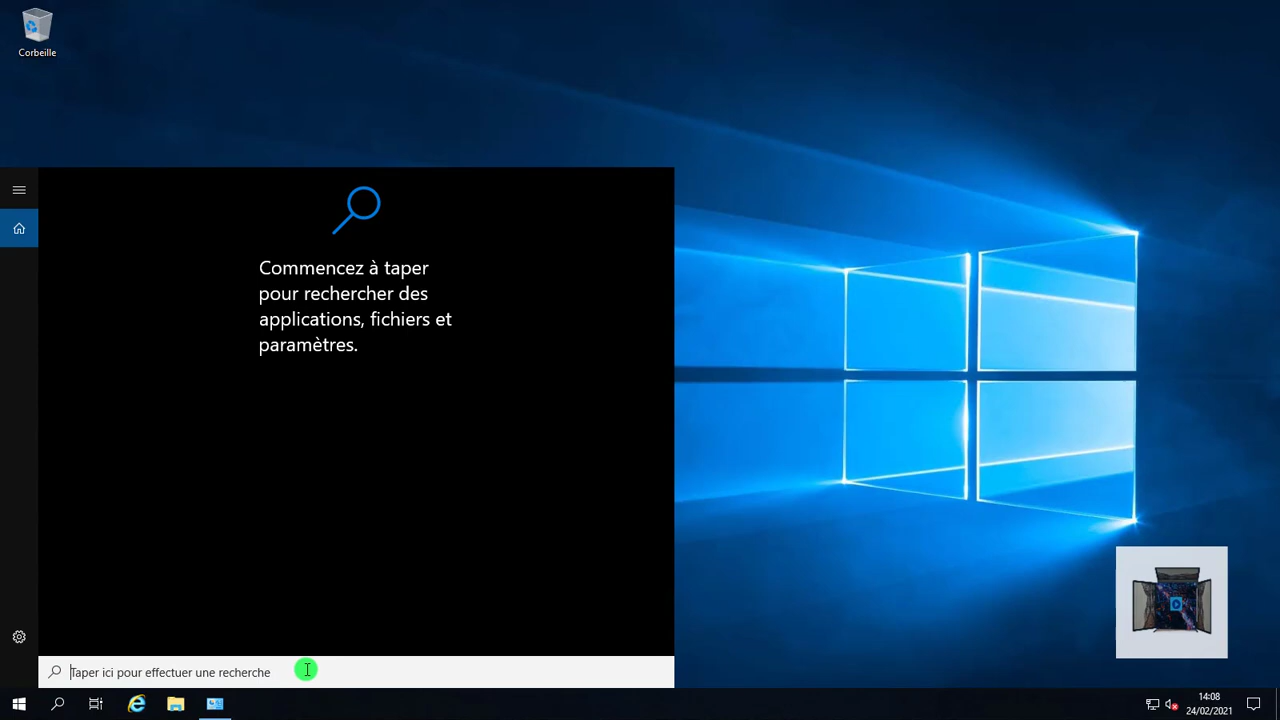 Corbeille
Commencez à taper
pour rechercher des
applications, fichiers et
paramètres.
Taper ici pour effectuer une recherche
14:08
24/02/2021